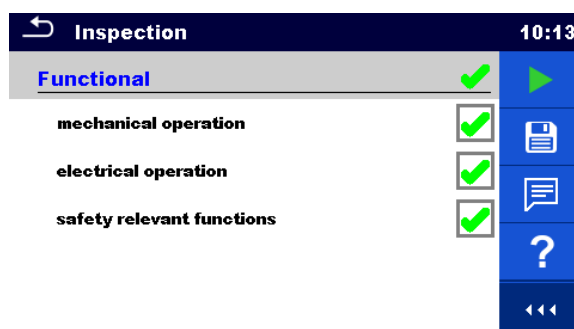 Inspection
10:13
Functional
mechanical operation
electrical operation
safety relevant functions
?